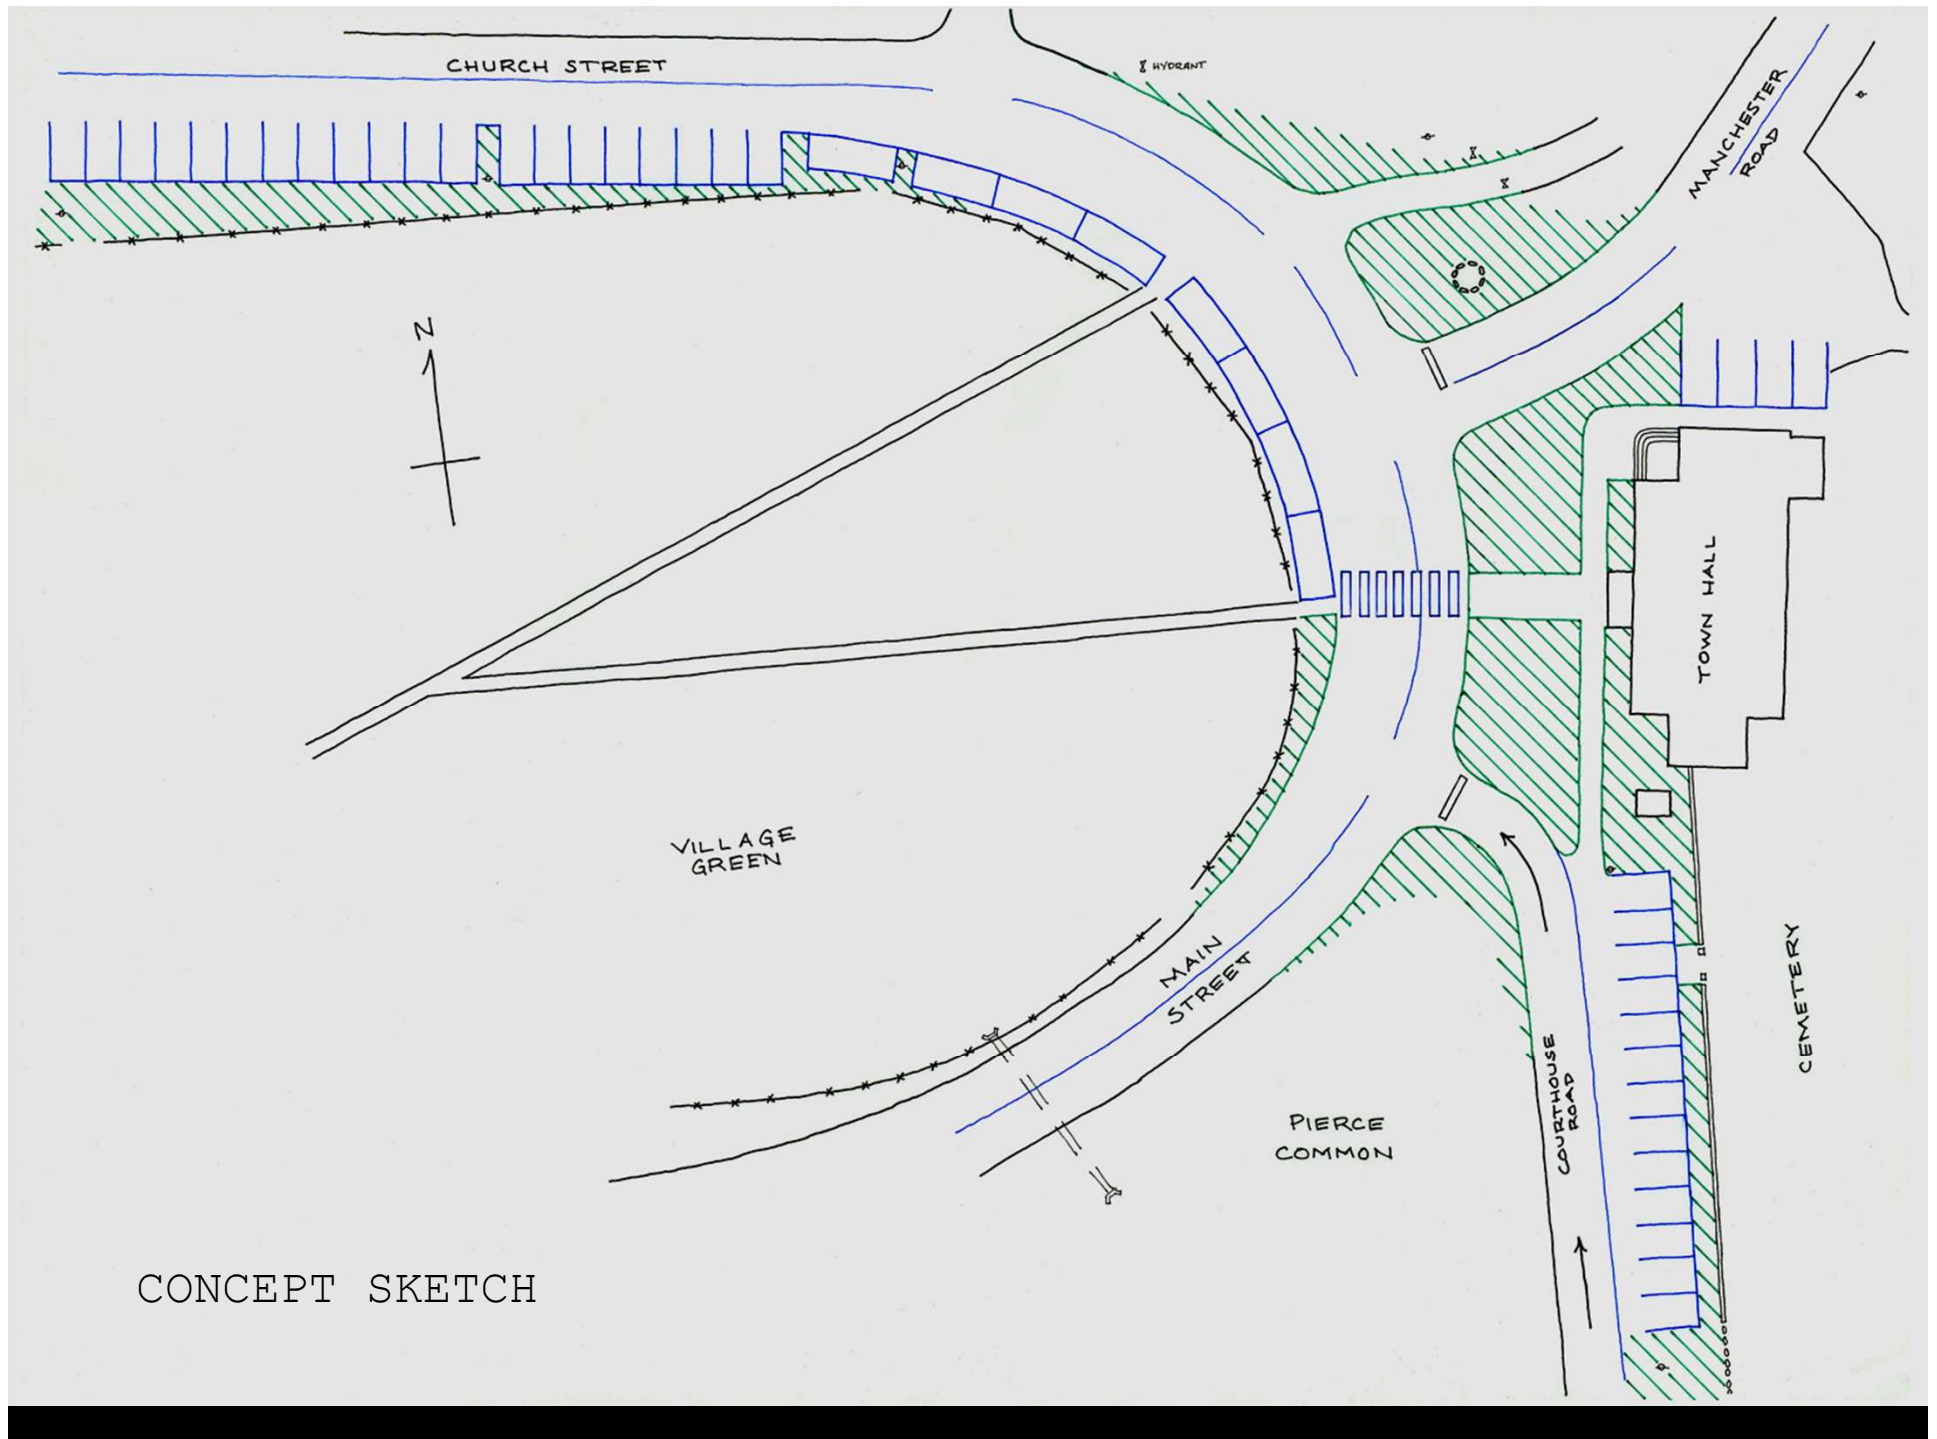 CHURCH STREET
HYDRANT
MANCHESTER
ROAD
N
TOWN HALL
VILLAGE
GREEN
MAIN
STREET
CEMETERY
COURTHOUSE
ROAD
PIERCE
COMMON
CONCEPT SKETCH